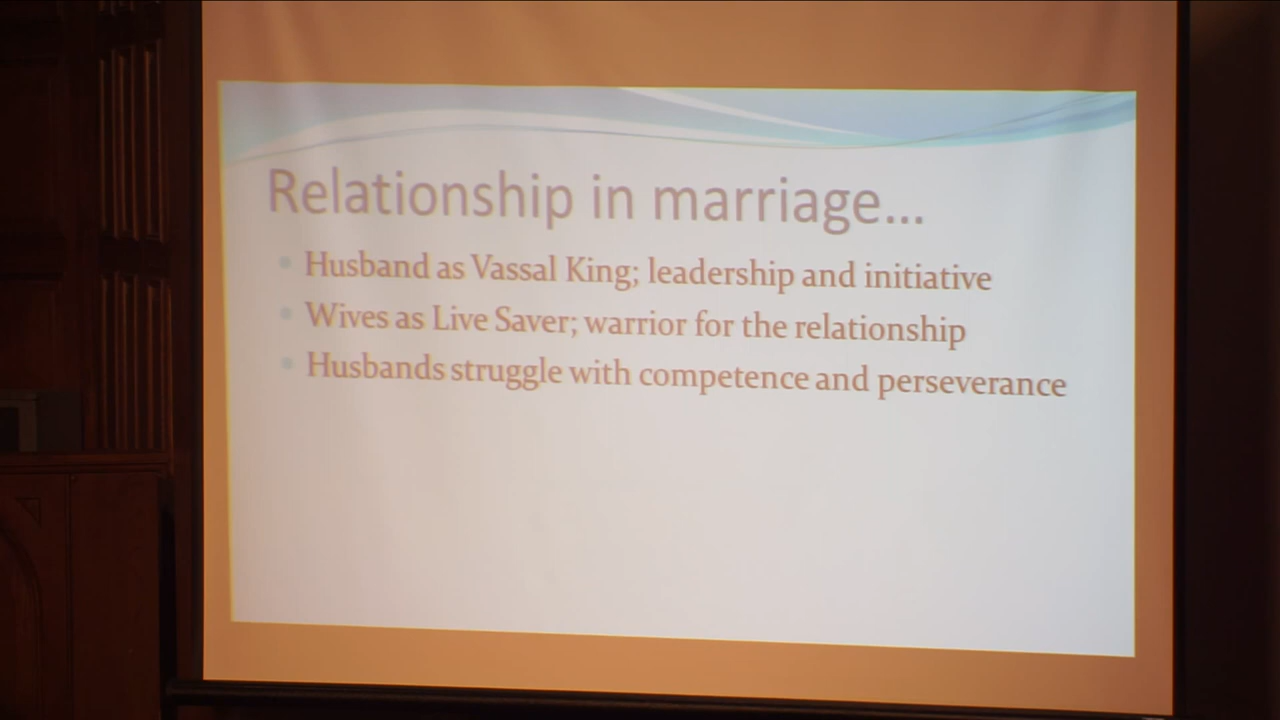 Relationship in marriage...
Husband as Vassal King; leadership and initiative
Wives as Live Saver; warrior for the relationship
Husbands struggle with competence and perseverance